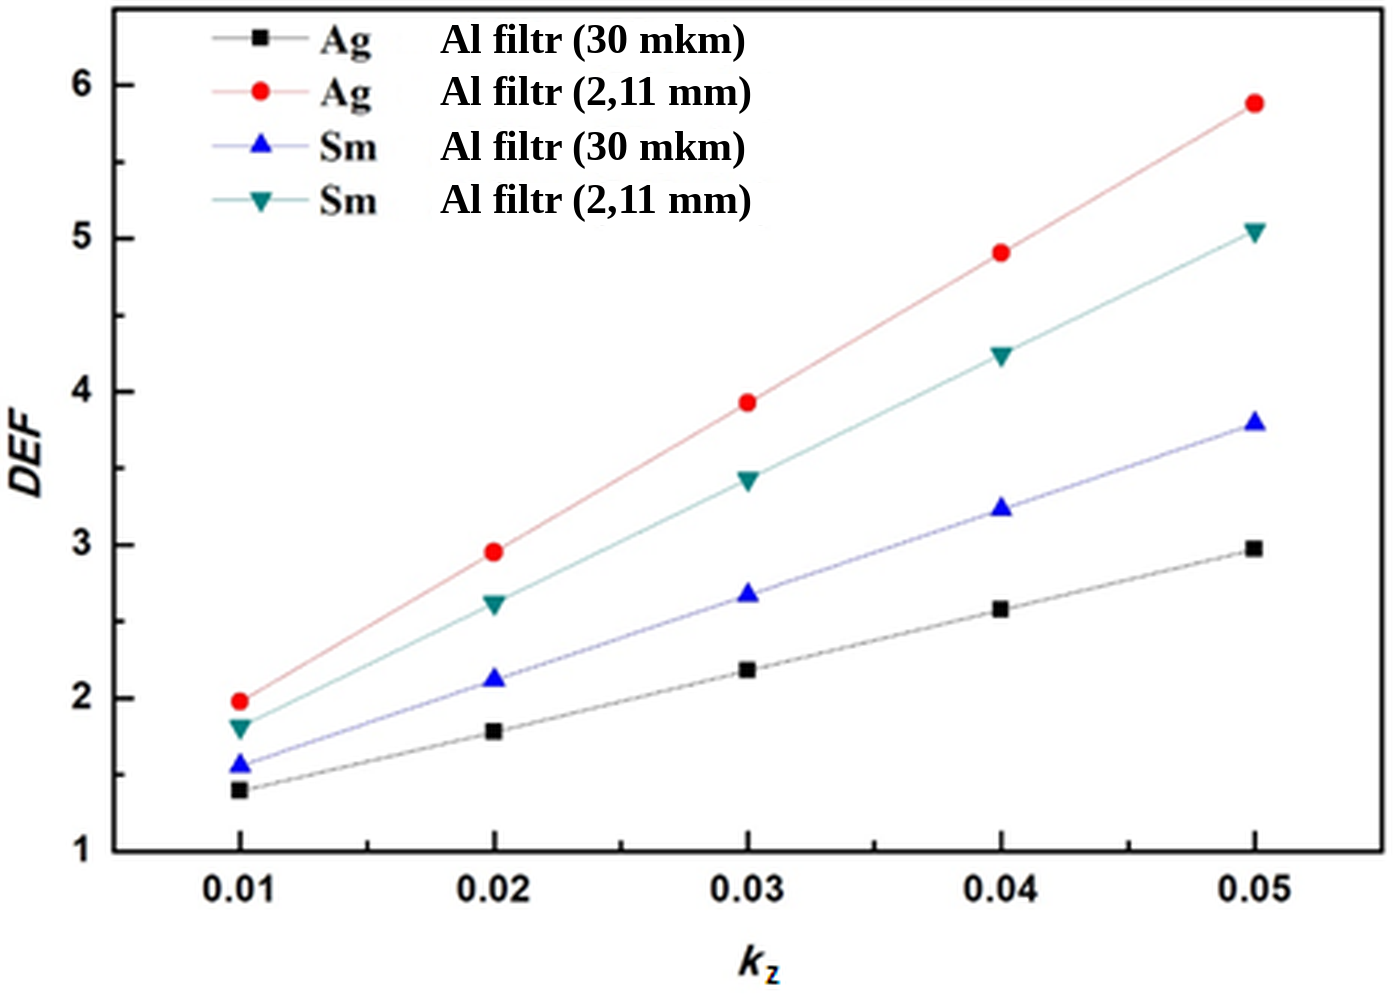 Ag Al filtr (30 mkm)
Ag Al filtr (2,11 mm)
Sm Al filtr (30 mkm)
Sm Al filtr (2,11 mm)
6
5
4
3
2
1
DEF
0.01 0.02 0.03 0.04 0.05
kz